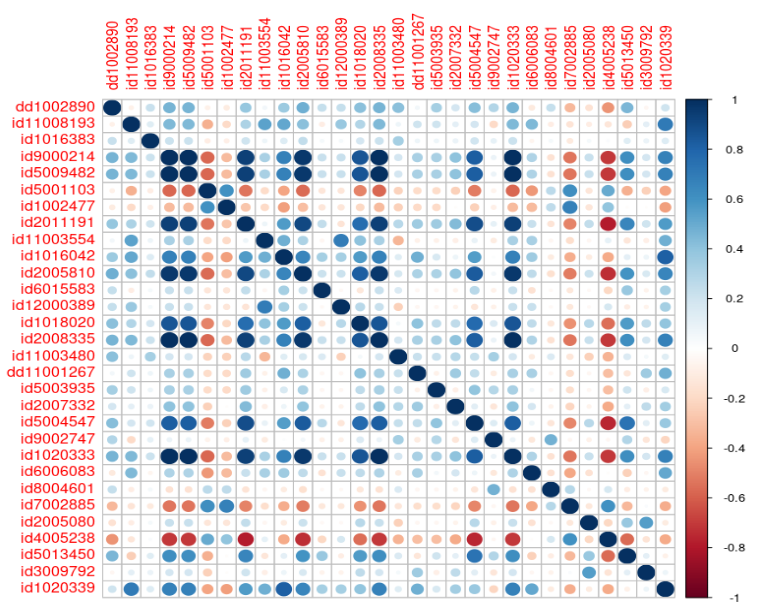 dd1002890
id11008193
id1016383
id9000214
id5009482
id5001103
id1002477
id2011191
id11003554
id1016042
id2005810
id6015583
id12000389
id1018020
id2008335
id11003480
dd11001267
id5003935
id2007332
id5004547
id9002747
id1020333
id6006083
id8004601
id7002885
id2005080
id4005238
id5013450
id3009792
id1020339
dd1002890
id11008193
id1016383
id9000214
id5009482
id5001103
id1002477
id2011191
id11003554
id1016042
id2005810
id6015583
id12000389
id1018020
id2008335
id11003480
dd11001267
id5003935
id2007332
id5004547
id9002747
id1020333
id6006083
id8004601
id7002885
id2005080
id4005238
id5013450
id3009792
id1020339
1
0.8
0.6
0.4
0.2
0
-0.2
-0.4
-0.6
-0.8
-1